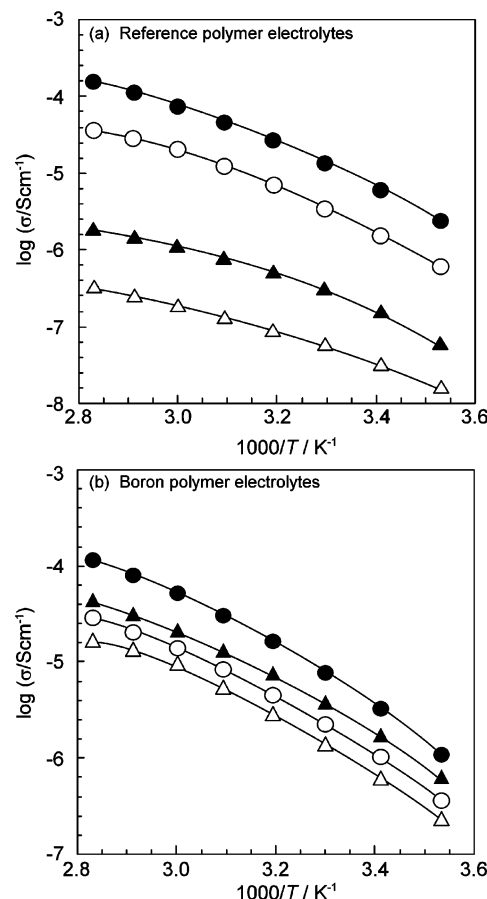 (a) Reference polymer electrolytes
-3
-4
-5
-6
-7
-8
log (σ/Scm⁻¹)
2.8 3.0 3.2 3.4 3.6
1000/T / K⁻¹
(b) Boron polymer electrolytes
-3
-4
-5
-6
-7
log (σ/Scm⁻¹)
2.8 3.0 3.2 3.4 3.6
1000/T / K⁻¹